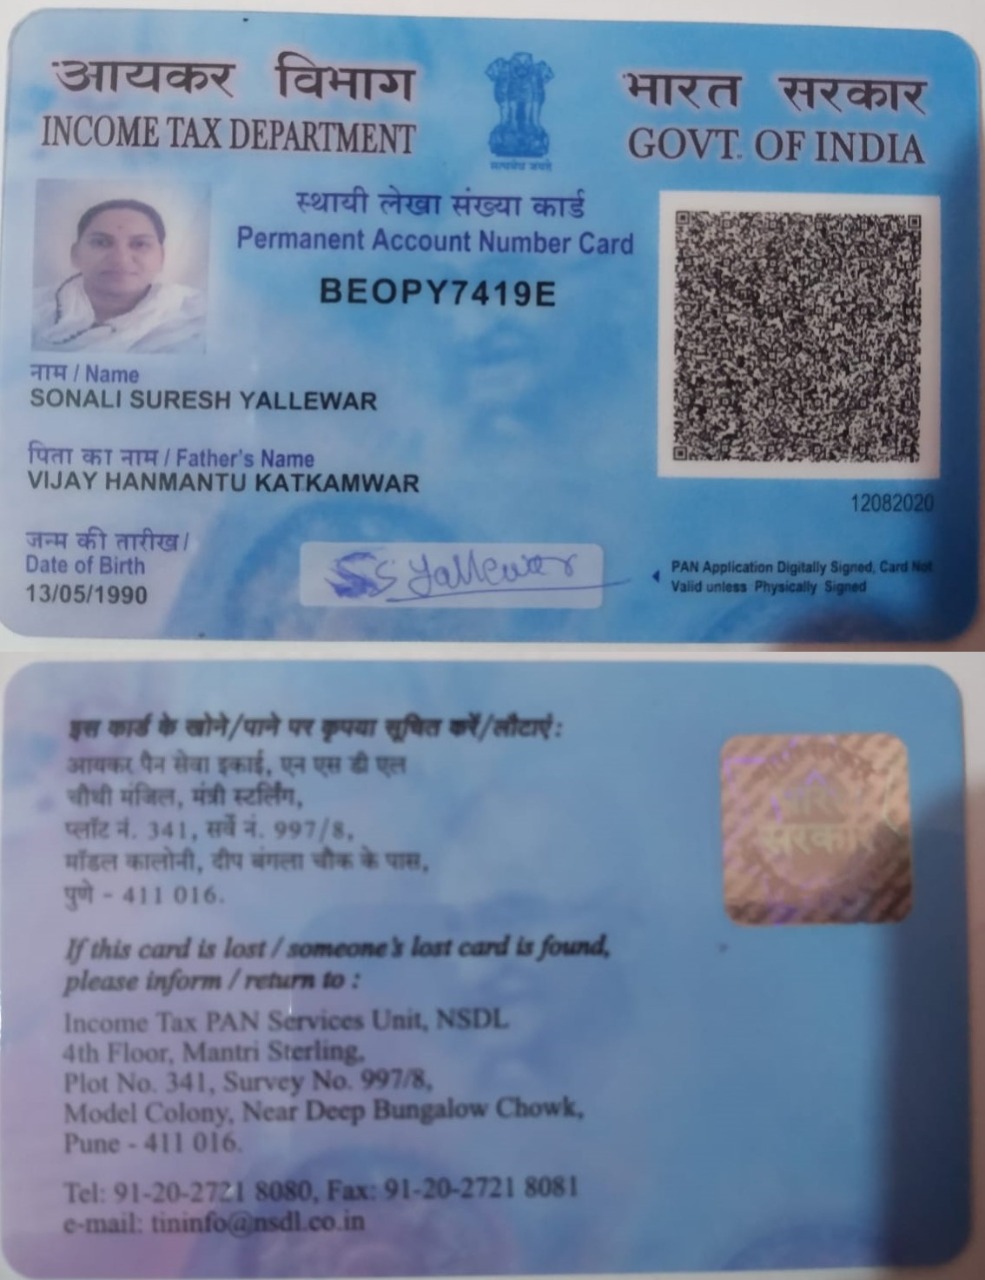 आयकर विभाग
INCOME TAX DEPARTMENT
सत्यमेव जयते
भारत सरकार
GOVT. OF INDIA
स्थायी लेखा संख्या कार्ड
Permanent Account Number Card
BEOPY7419E
नाम / Name
SONALI SURESH YALLEWAR
पिता का नाम / Father's Name
VIJAY HANMANTU KATKAMWAR
12082020
जन्म की तारीख /
Date of Birth
13/05/1990
SS Yallewar
PAN Application Digitally Signed, Card Not
Valid unless Physically Signed
इस कार्ड के खोने/पाने पर कृपया सूचित करें/लौटाएं :
आयकर पैन सेवा इकाई, एन एस डी एल
चौथी मंजिल, मंत्री स्टर्लिंग,
प्लॉट नं. 341, सर्वे नं. 997/8,
मॉडल कालोनी, दीप बंगला चौक के पास,
पुणे - 411 016.
सरकार
If this card is lost / someone's lost card is found,
please inform / return to :
Income Tax PAN Services Unit, NSDL
4th Floor, Mantri Sterling,
Plot No. 341, Survey No. 997/8,
Model Colony, Near Deep Bungalow Chowk,
Pune - 411 016.
Tel: 91-20-2721 8080, Fax: 91-20-2721 8081
e-mail: tininfo@nsdl.co.in